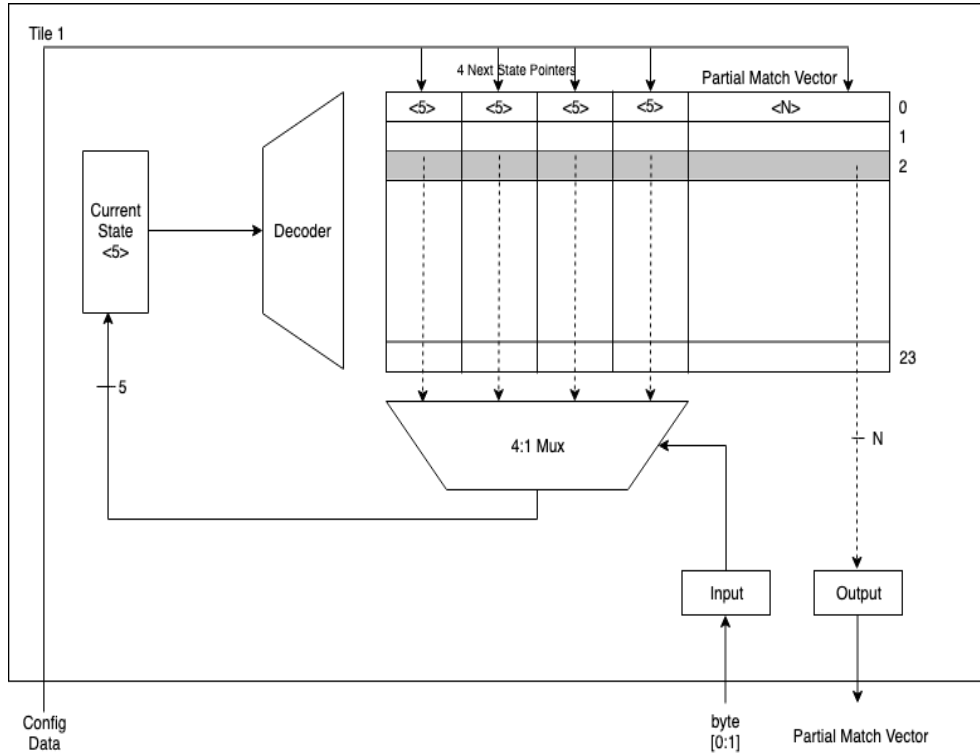 Tile 1
4 Next State Pointers
Partial Match Vector
<5>
<5>
<5>
<5>
<N>
0
1
2
Current
State
<5>
Decoder
23
5
4:1 Mux
N
Input
Output
Config
Data
byte
[0:1]
Partial Match Vector